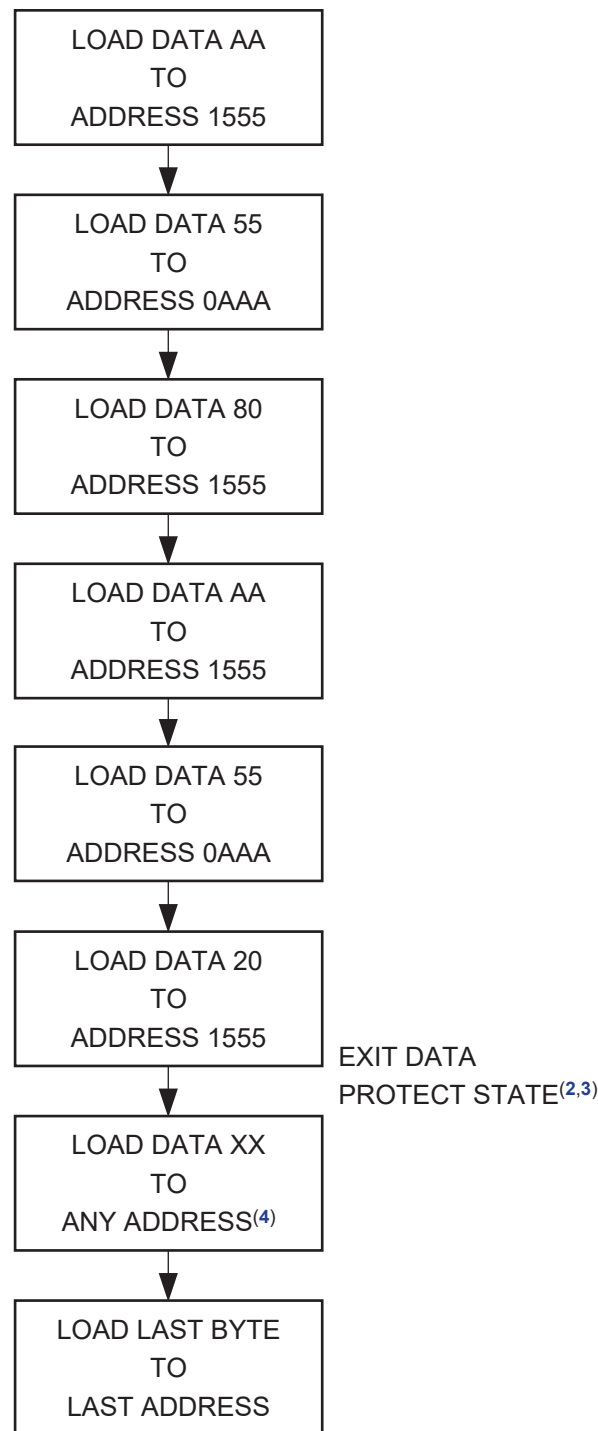 LOAD DATA AA
TO
ADDRESS 1555
LOAD DATA 55
TO
ADDRESS 0AAA
LOAD DATA 80
TO
ADDRESS 1555
LOAD DATA AA
TO
ADDRESS 1555
LOAD DATA 55
TO
ADDRESS 0AAA
LOAD DATA 20
TO
ADDRESS 1555
EXIT DATA
PROTECT STATE(2,3)
LOAD DATA XX
TO
ANY ADDRESS(4)
LOAD LAST BYTE
TO
LAST ADDRESS